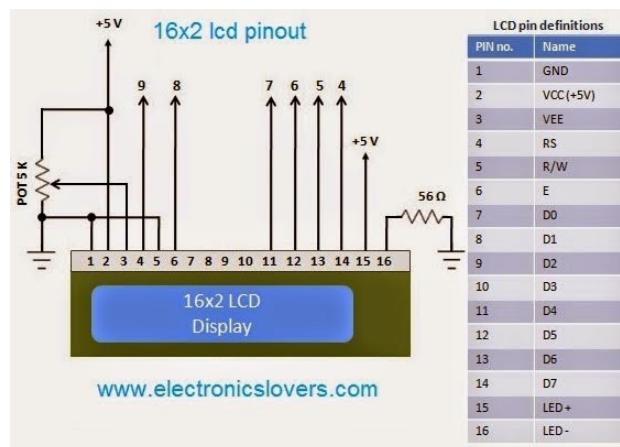 +5 V
16x2 lcd pinout
9 8 7 6 5 4
+5 V
POT 5 K
56 Ω
1 2 3 4 5 6 7 8 9 10 11 12 13 14 15 16
16x2 LCD
Display
www.electronicslovers.com
LCD pin definitions
PIN no. Name
1 GND
2 VCC (+5V)
3 VEE
4 RS
5 R/W
6 E
7 D0
8 D1
9 D2
10 D3
11 D4
12 D5
13 D6
14 D7
15 LED+
16 LED-